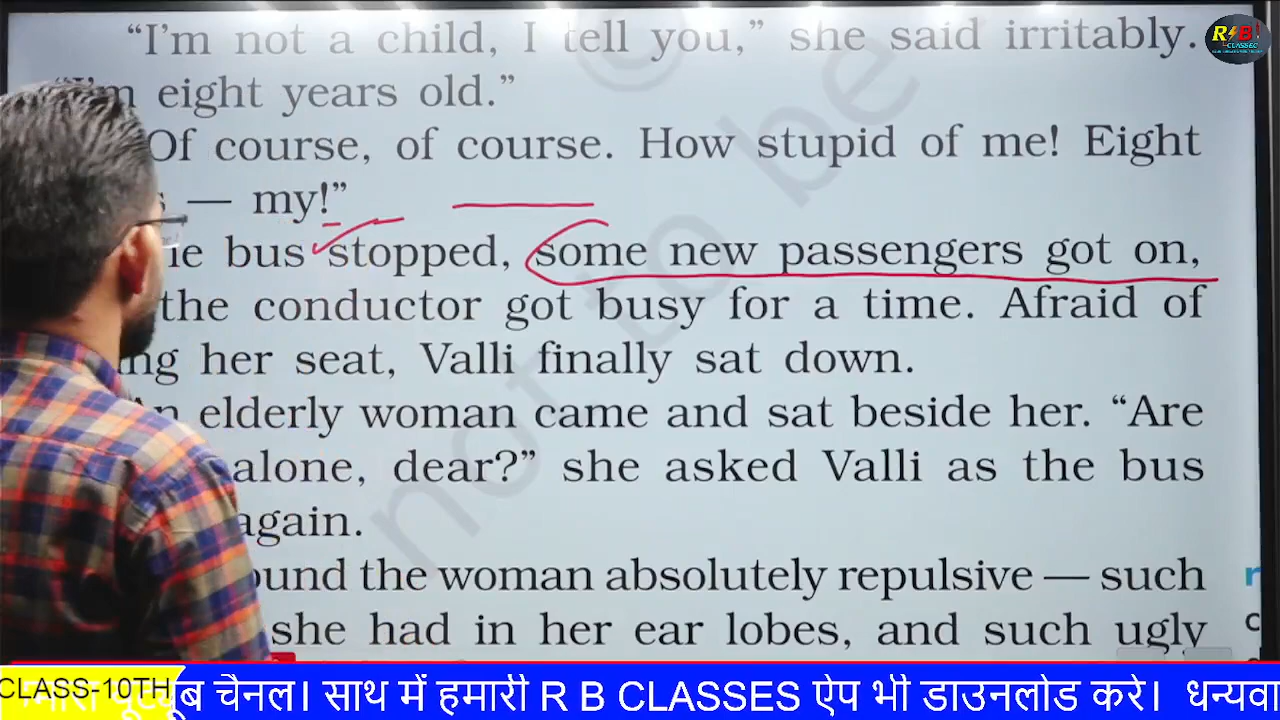 “I’m not a child, I tell you,” she said irritably.
“I’m eight years old.”
Of course, of course. How stupid of me! Eight
— my!”
bus stopped, some new passengers got on,
the conductor got busy for a time. Afraid of
her seat, Valli finally sat down.
An elderly woman came and sat beside her. “Are
alone, dear?” she asked Valli as the bus
again.
the woman absolutely repulsive — such
she had in her ear lobes, and such ugly
not to be
R B
CLASSES
CLASS-10TH
चैनल। साथ में हमारी R B CLASSES ऐप भी डाउनलोड करे। धन्यवा